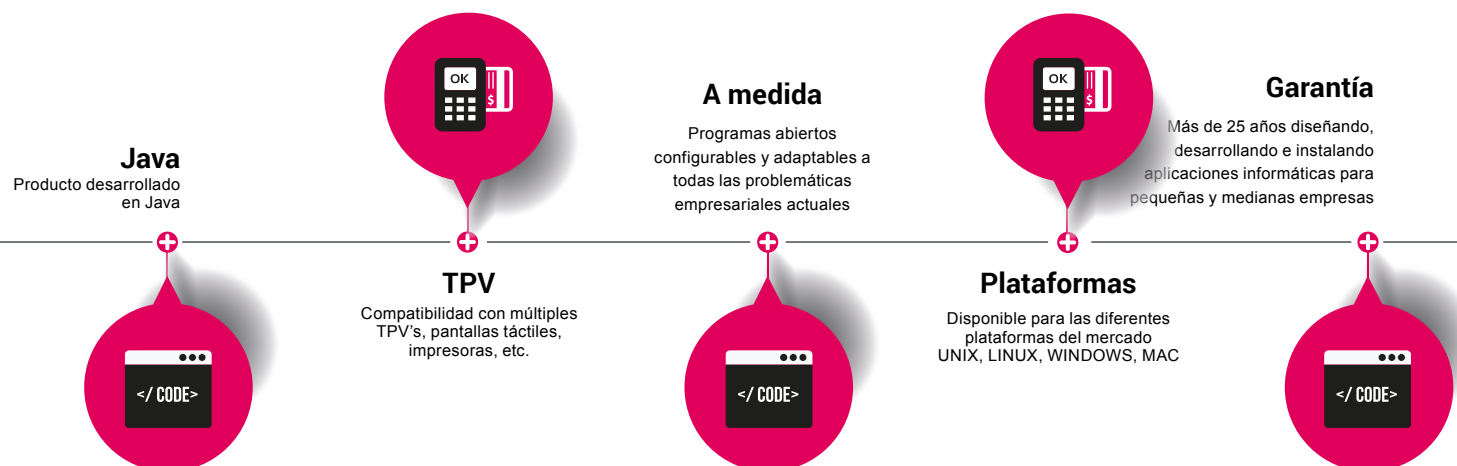 Java
Producto desarrollado
en Java
</ CODE>
OK
$
TPV
Compatibilidad con múltiples
TPV's, pantallas táctiles,
impresoras, etc.
A medida
Programas abiertos
configurables y adaptables a
todas las problemáticas
empresariales actuales
</ CODE>
OK
$
Plataformas
Disponible para las diferentes
plataformas del mercado
UNIX, LINUX, WINDOWS, MAC
Garantía
Más de 25 años diseñando,
desarrollando e instalando
aplicaciones informáticas para
pequeñas y medianas empresas
</ CODE>